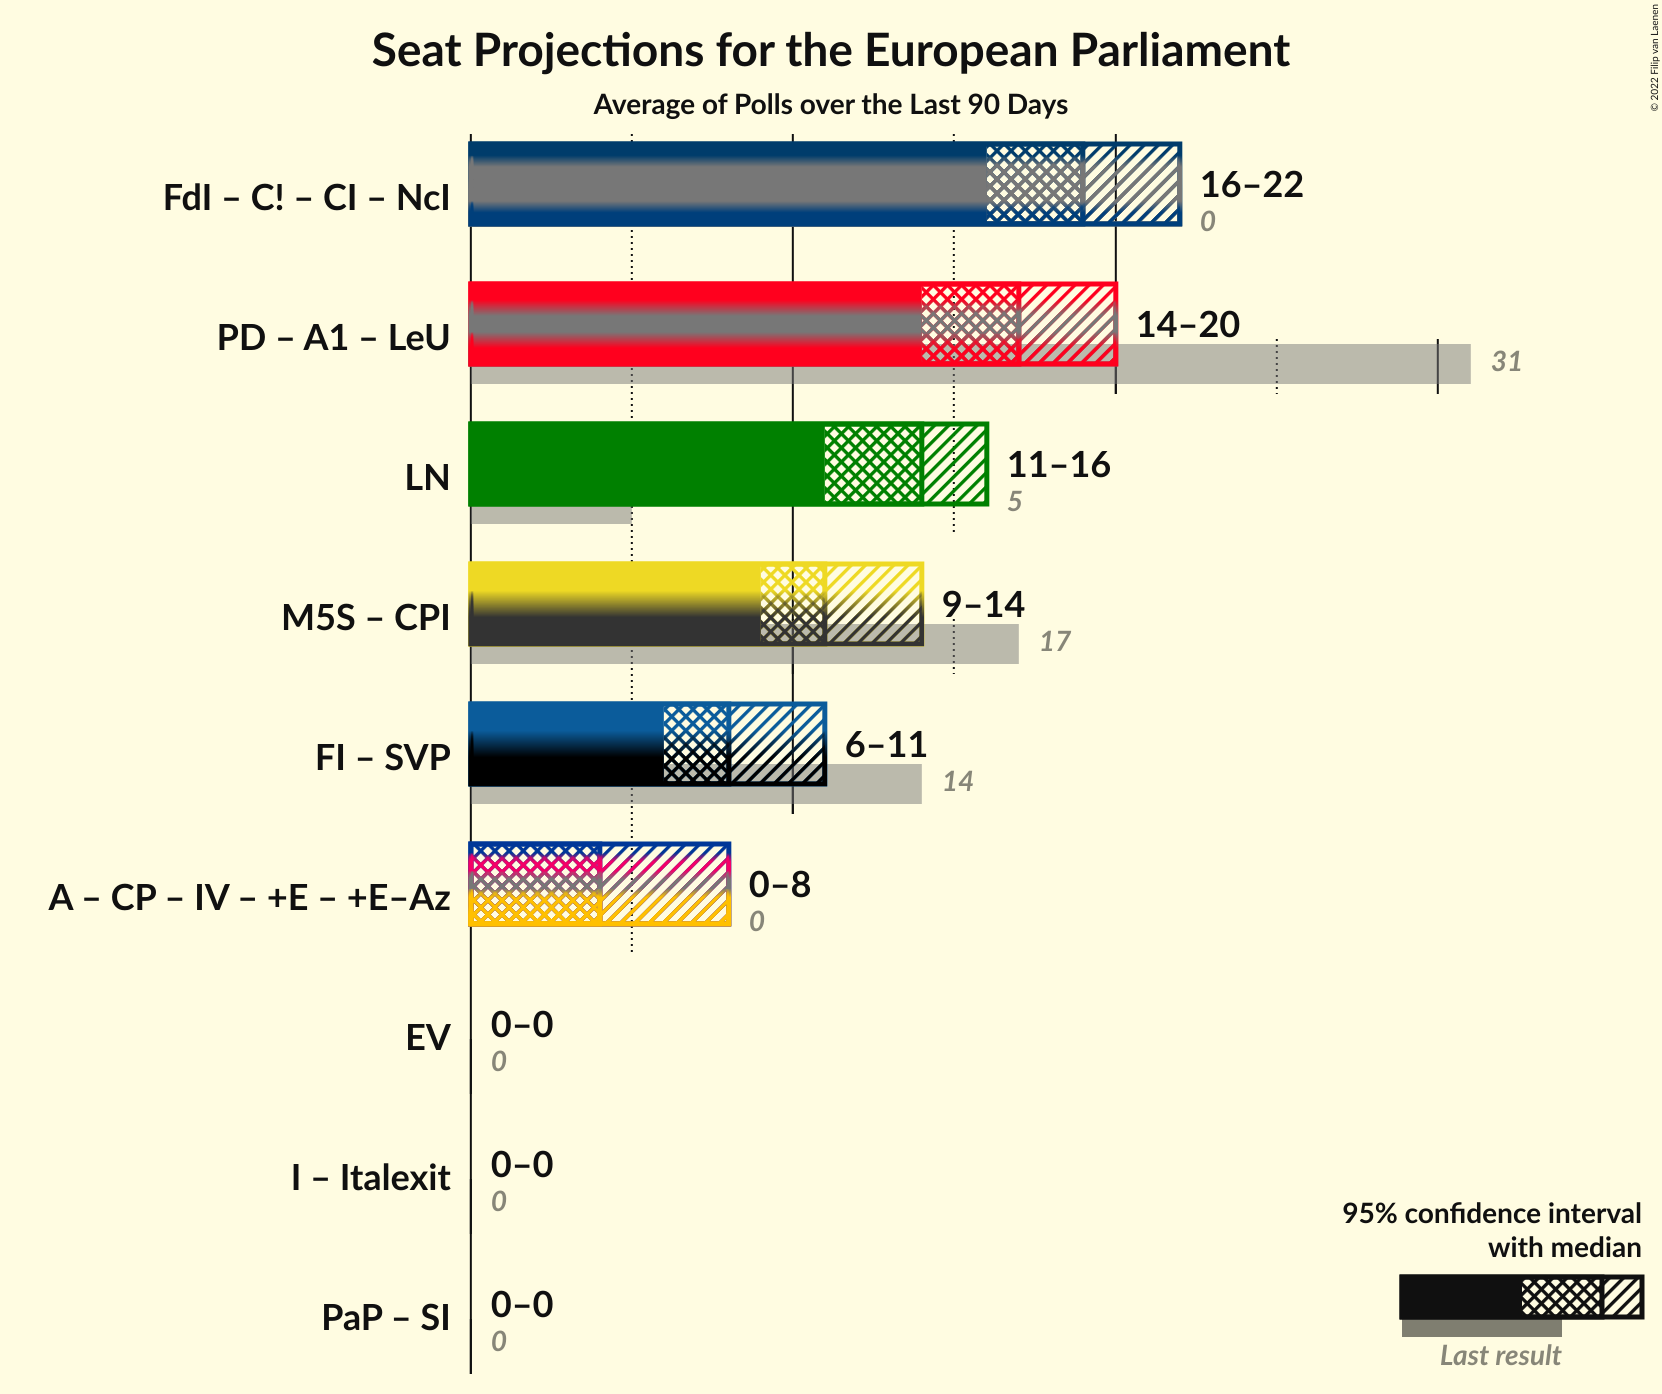 Seat Projections for the European Parliament
Average of Polls over the Last 90 Days
© 2022 Filip van Laenen
FdI – C! – CI – NcI
16–22
0
PD – A1 – LeU
14–20
31
LN
11–16
5
M5S – CPI
9–14
17
FI – SVP
6–11
14
A – CP – IV – +E – +E–Az
0–8
0
EV
0–0
0
I – Italexit
0–0
0
PaP – SI
0–0
0
95% confidence interval
with median
Last result